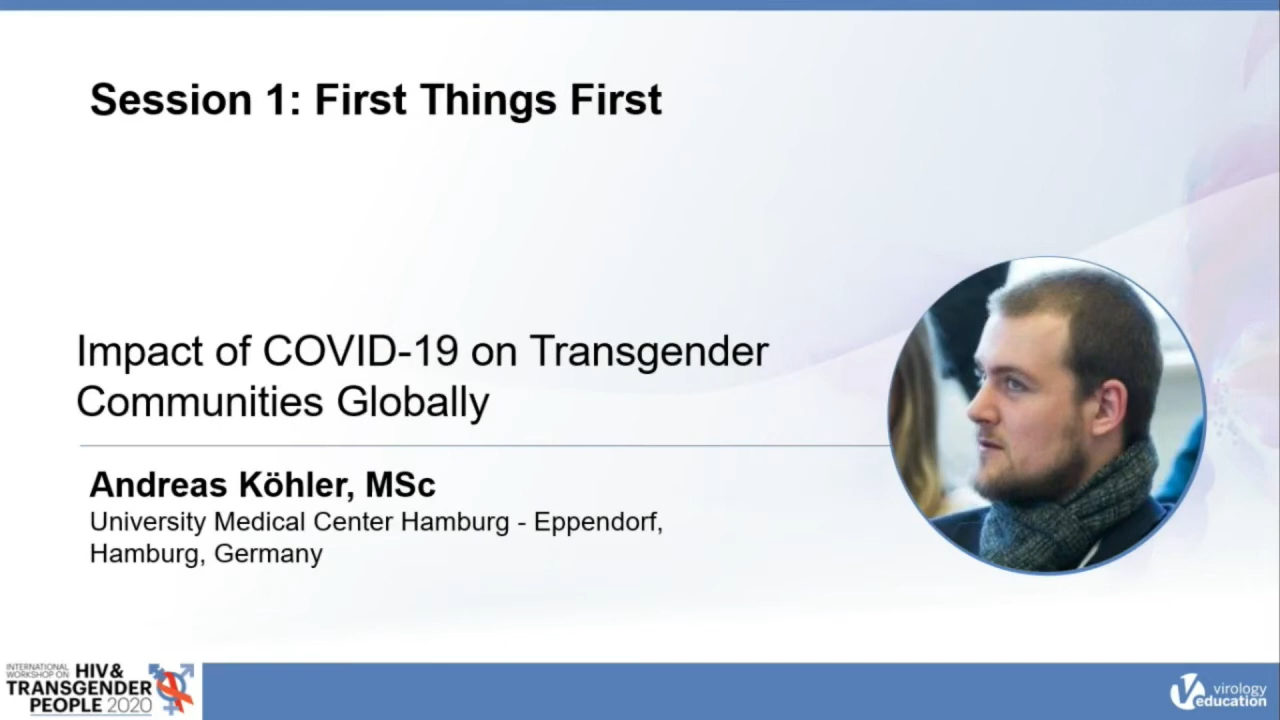 Session 1: First Things First
Impact of COVID-19 on Transgender
Communities Globally
Andreas Köhler, MSc
University Medical Center Hamburg - Eppendorf,
Hamburg, Germany
INTERNATIONAL
WORKSHOP ON HIV &
TRANSGENDER
PEOPLE 2020
virology
education